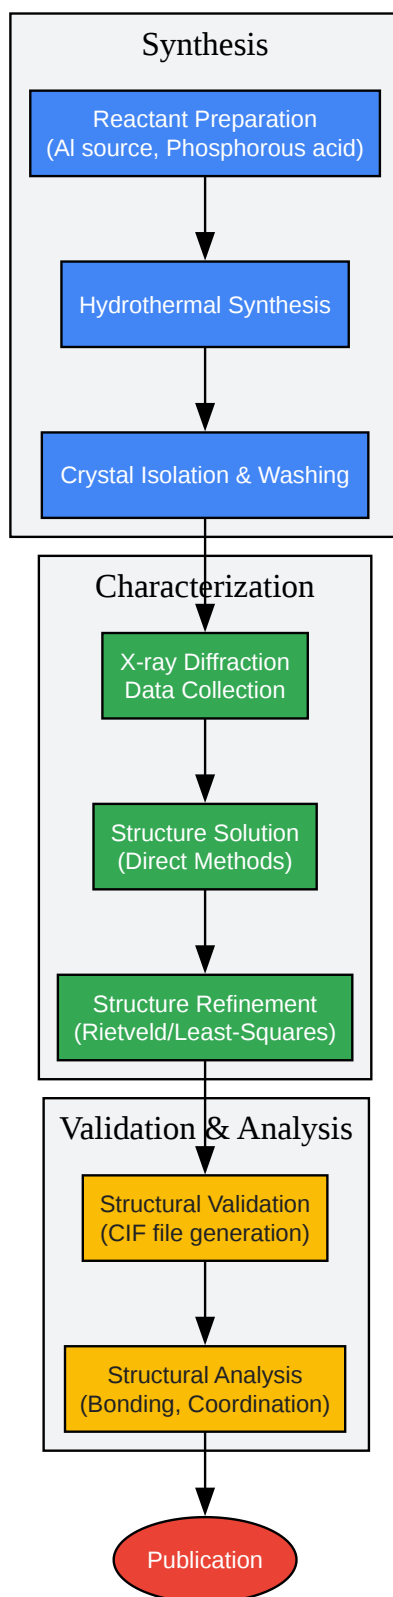 Synthesis
Reactant Preparation
(Al source, Phosphorous acid)
Hydrothermal Synthesis
Crystal Isolation & Washing
Characterization
X-ray Diffraction
Data Collection
Structure Solution
(Direct Methods)
Structure Refinement
(Rietveld/Least-Squares)
Validation & Analysis
Structural Validation
(CIF file generation)
Structural Analysis
(Bonding, Coordination)
Publication